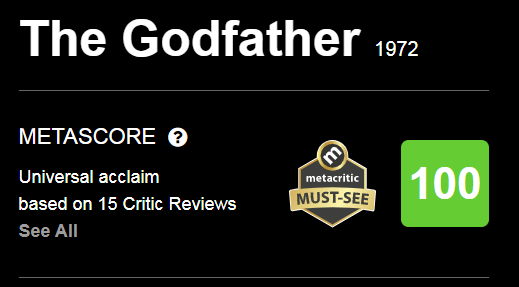 The Godfather 1972
METASCORE ?
Universal acclaim
based on 15 Critic Reviews
See All
m
metacritic
MUST-SEE
100